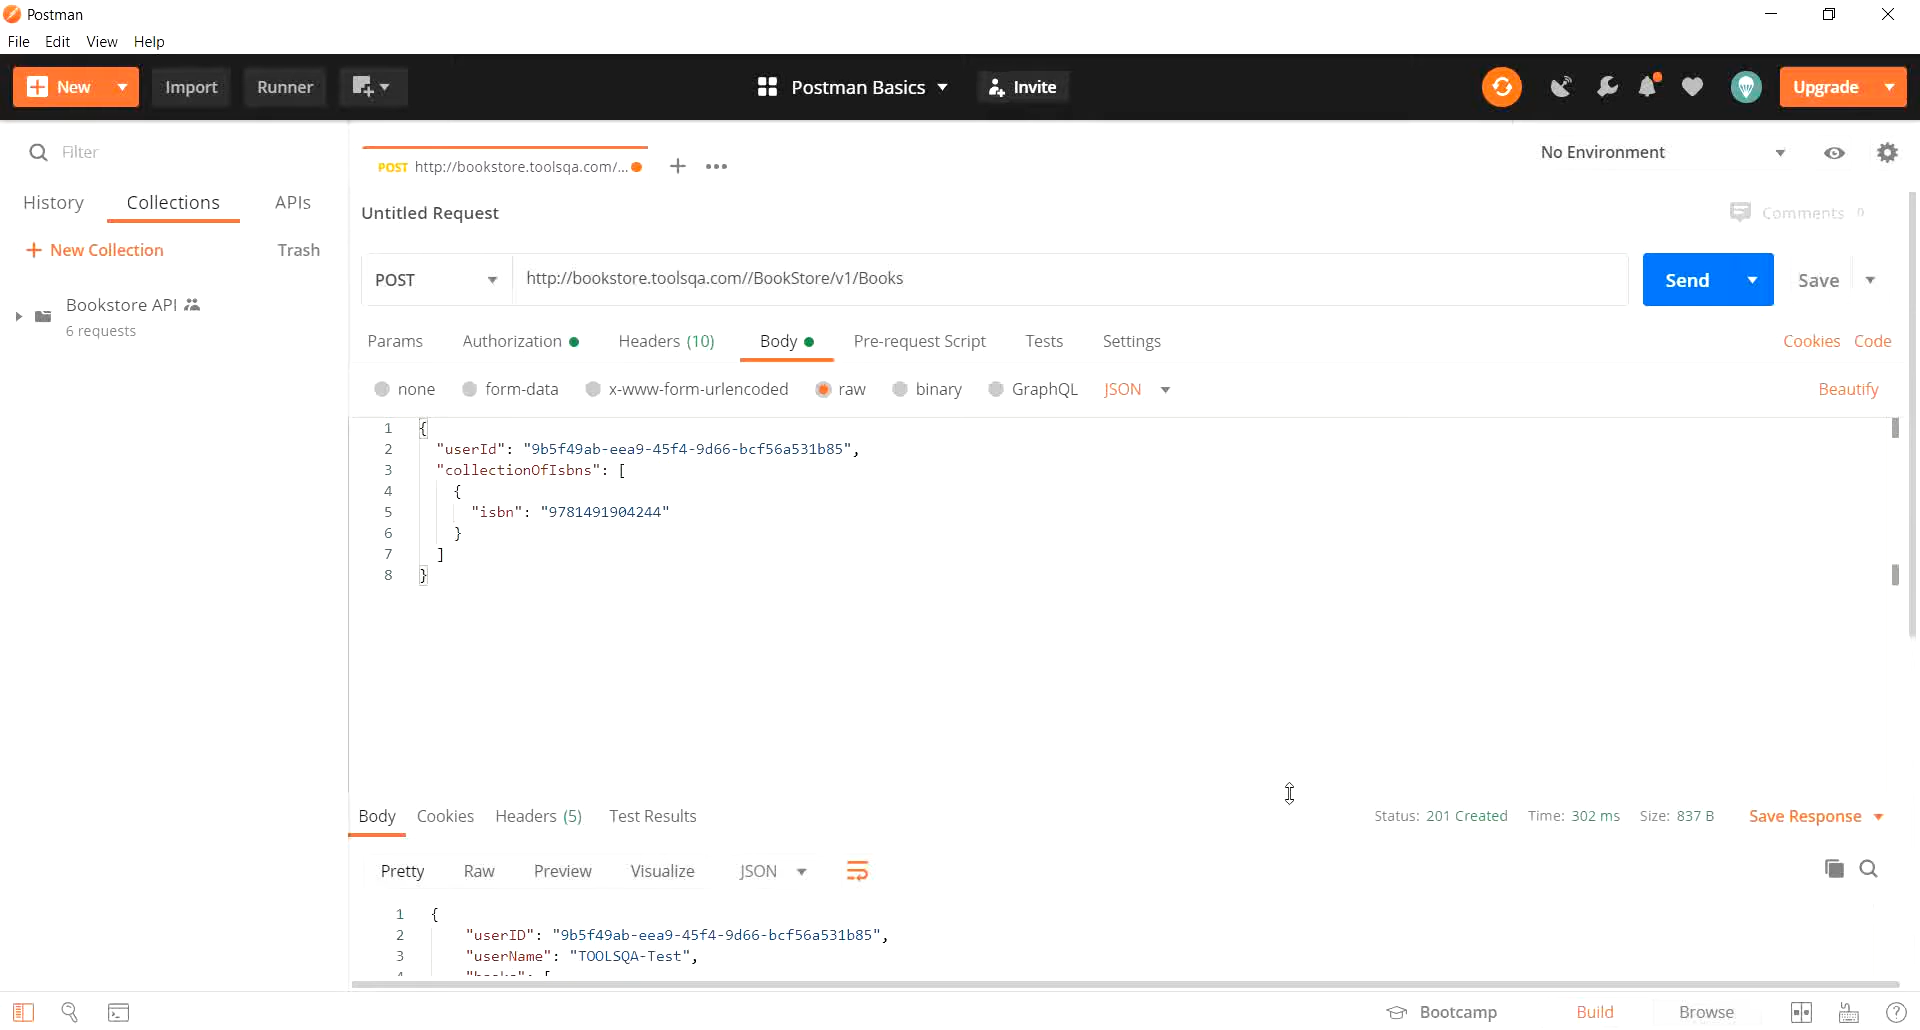 Postman
File Edit View Help
New Import Runner Postman Basics Invite Upgrade
Filter
POST http://bookstore.toolsqa.com/... No Environment
History Collections APIs
Untitled Request Comments 0
New Collection Trash
POST http://bookstore.toolsqa.com//BookStore/v1/Books Send Save
Bookstore API
6 requests
Params Authorization Headers (10) Body Pre-request Script Tests Settings Cookies Code
none form-data x-www-form-urlencoded raw binary GraphQL JSON Beautify
1 {
2 "userId": "9b5f49ab-eea9-45f4-9d66-bcf56a531b85",
3 "collectionOfIsbns": [
4 {
5 "isbn": "9781491904244"
6 }
7 ]
8 }
Body Cookies Headers (5) Test Results Status: 201 Created Time: 302 ms Size: 837 B Save Response
Pretty Raw Preview Visualize JSON
1 {
2 "userID": "9b5f49ab-eea9-45f4-9d66-bcf56a531b85",
3 "userName": "TOOLSQA-Test",
Bootcamp Build Browse